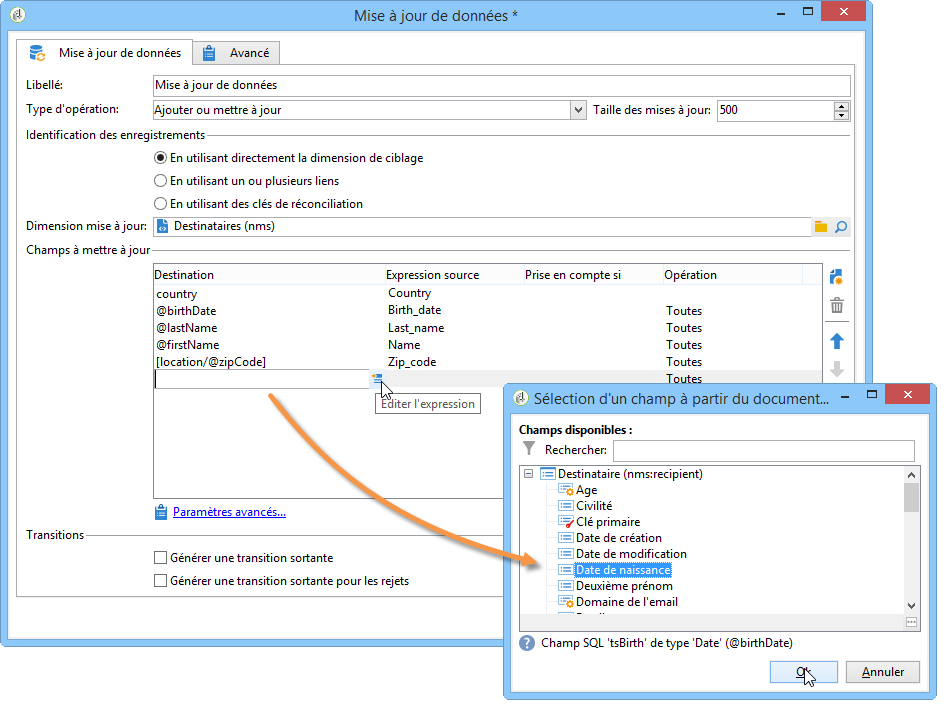 Mise à jour de données *
Mise à jour de données
Avancé
Libellé:
Mise à jour de données
Type d'opération:
Ajouter ou mettre à jour
Taille des mises à jour:
500
Identification des enregistrements
En utilisant directement la dimension de ciblage
En utilisant un ou plusieurs liens
En utilisant des clés de réconciliation
Dimension mise à jour:
Destinataires (nms)
Champs à mettre à jour
Destination Expression source Prise en compte si Opération
country Country
@birthDate Birth_date Toutes
@lastName Last_name Toutes
@firstName Name Toutes
[location/@zipCode] Zip_code Toutes
Toutes
Editer l'expression
Paramètres avancés...
Transitions
Générer une transition sortante
Générer une transition sortante pour les rejets
Sélection d'un champ à partir du document...
Champs disponibles :
Rechercher:
Destinataire (nms:recipient)
Age
Civilité
Clé primaire
Date de création
Date de modification
Date de naissance
Deuxième prénom
Domaine de l'email
Champ SQL 'tsBirth' de type 'Date' (@birthDate)
Ok
Annuler